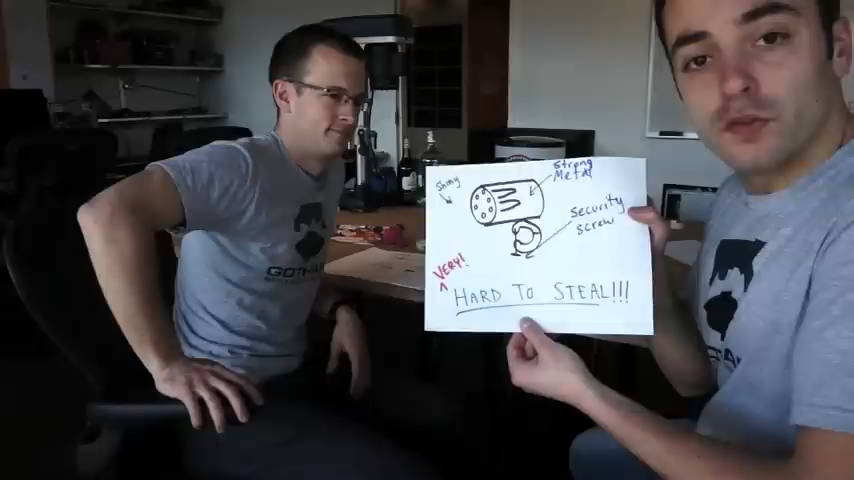 Shiny
Strong
Metal
Security
screw
VERY!
^
HARD TO STEAL!!!
GOTHAM